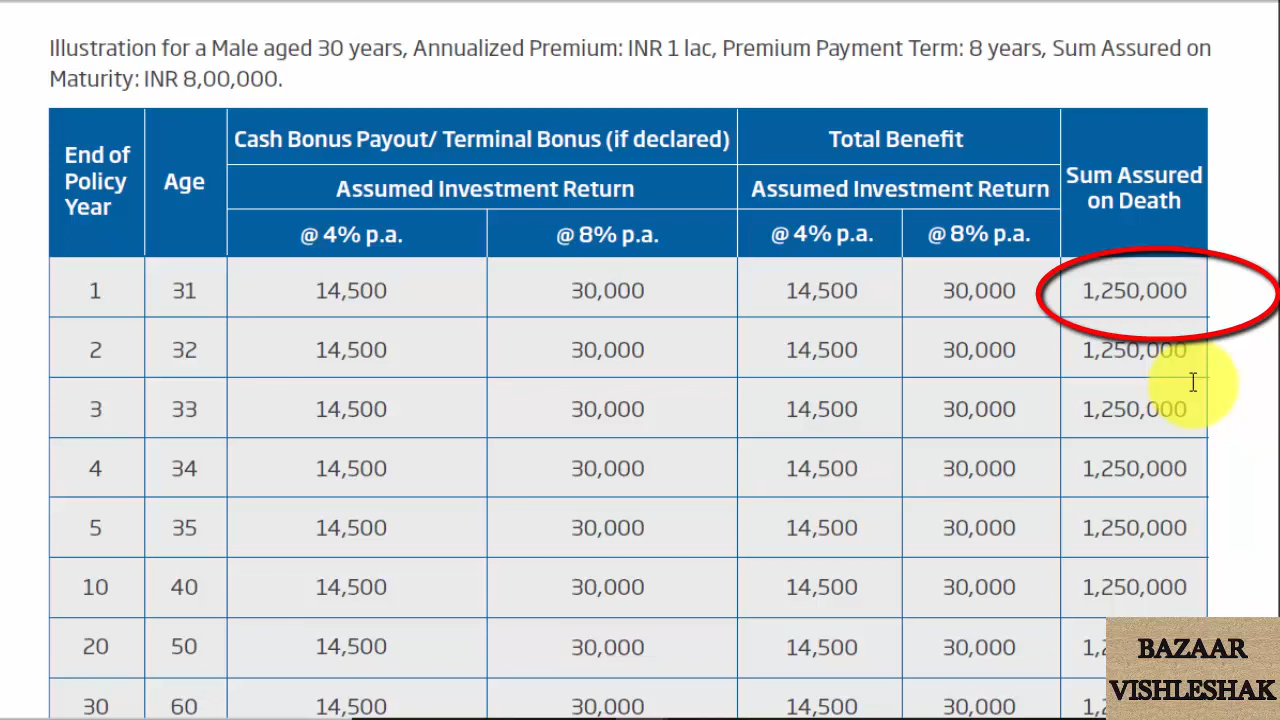 Illustration for a Male aged 30 years, Annualized Premium: INR 1 lac, Premium Payment Term: 8 years, Sum Assured on
Maturity: INR 8,00,000.
End of Policy Year Age Cash Bonus Payout/ Terminal Bonus (if declared) Total Benefit Sum Assured on Death
Assumed Investment Return Assumed Investment Return
@ 4% p.a. @ 8% p.a. @ 4% p.a. @ 8% p.a.
1 31 14,500 30,000 14,500 30,000 1,250,000
2 32 14,500 30,000 14,500 30,000 1,250,000
3 33 14,500 30,000 14,500 30,000 1,250,000
4 34 14,500 30,000 14,500 30,000 1,250,000
5 35 14,500 30,000 14,500 30,000 1,250,000
10 40 14,500 30,000 14,500 30,000 1,250,000
20 50 14,500 30,000 14,500 30,000
30 60 14,500 30,000 14,500 30,000
BAZAAR
VISHLESHAK